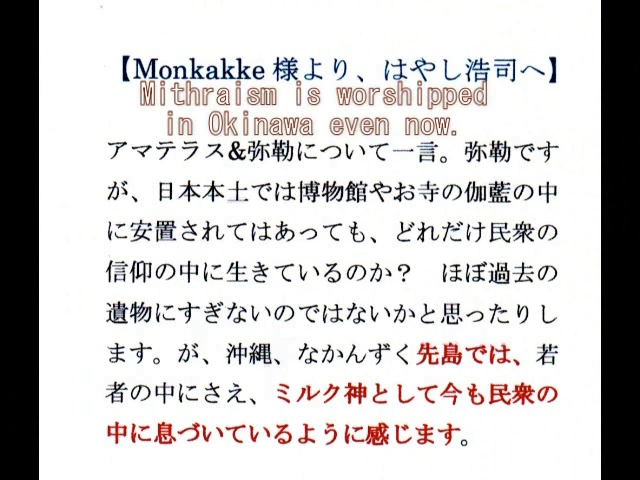 【Monkakke 様より、はやし浩司へ】
Mithraism is worshipped
in Okinawa even now.
アマテラス&弥勒について一言。弥勒です
が、日本本土では博物館やお寺の伽藍の中
に安置されてはあっても、どれだけ民衆の
信仰の中に生きているのか？　ほぼ過去の
遺物にすぎないのではないかと思ったりし
ます。が、沖縄、なかんずく先島では、若
者の中にさえ、ミルク神として今も民衆の
中に息づいているように感じます。